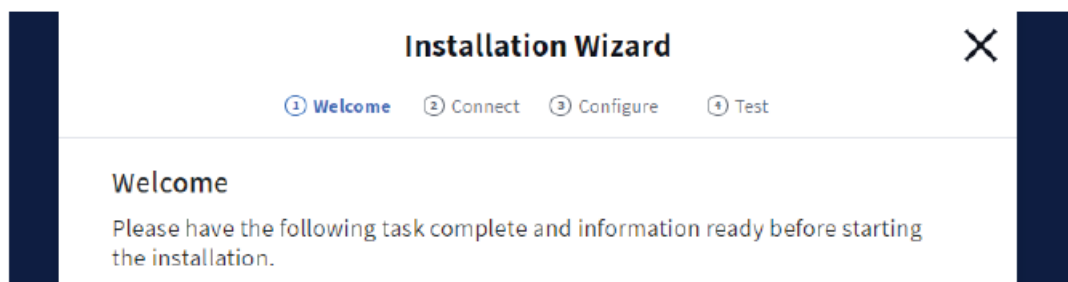 Installation Wizard
1 Welcome 2 Connect 3 Configure 4 Test
Welcome
Please have the following task complete and information ready before starting
the installation.